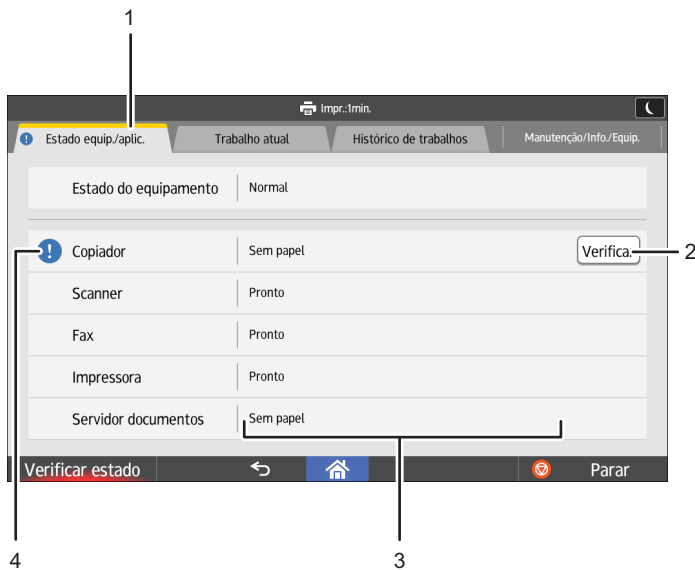 1
Impr.:1min.
Estado equip./aplic. Trabalho atual Histórico de trabalhos Manutenção/Info./Equip.
Estado do equipamento Normal
Copiador Sem papel Verificar 2
Scanner Pronto
Fax Pronto
Impressora Pronto
Servidor documentos Sem papel
Verificar estado Parar
4 3